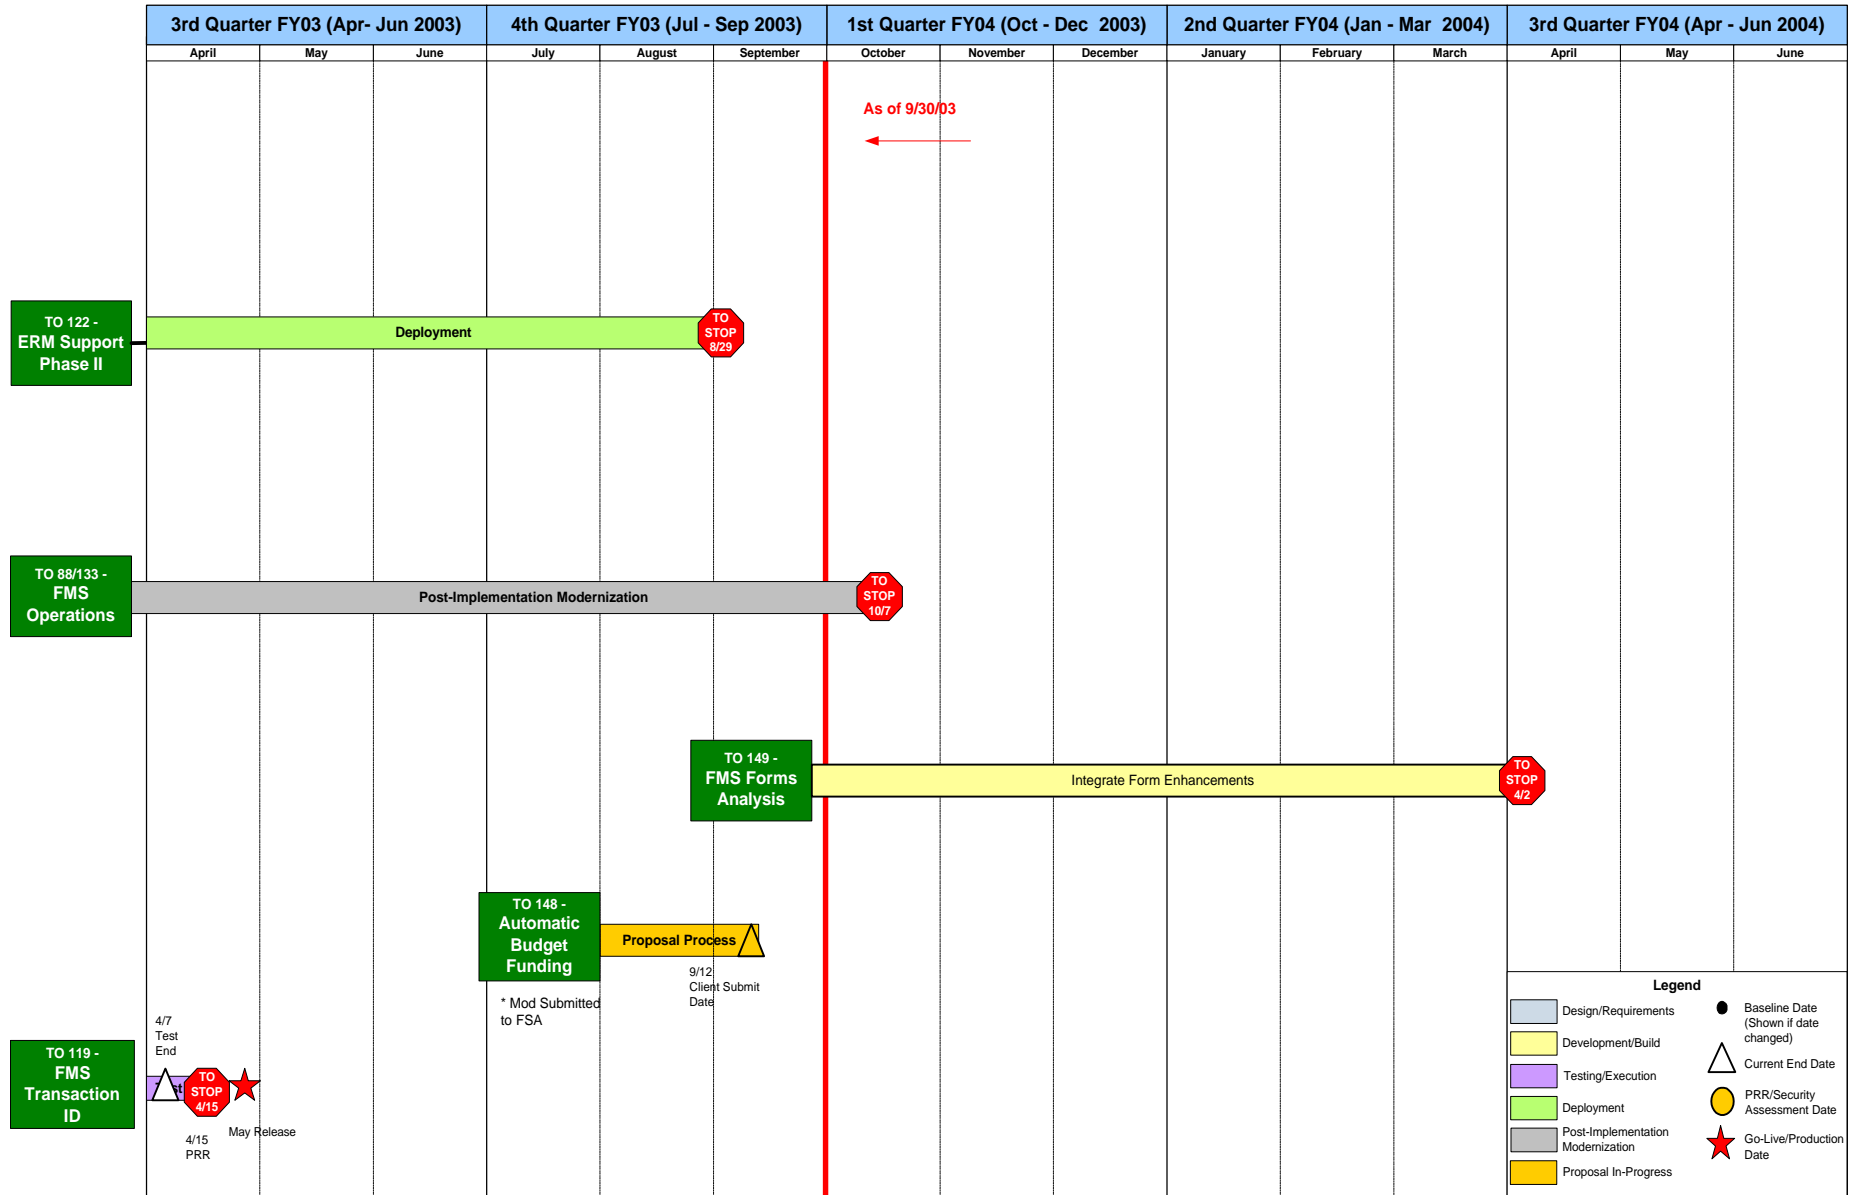 3rd Quarter FY03 (Apr- Jun 2003)
4th Quarter FY03 (Jul - Sep 2003)
1st Quarter FY04 (Oct - Dec 2003)
2nd Quarter FY04 (Jan - Mar 2004)
3rd Quarter FY04 (Apr - Jun 2004)
April
May
June
July
August
September
October
November
December
January
February
March
April
May
June
As of 9/30/03
TO 122 -
ERM Support
Phase II
Deployment
TO
STOP
8/29
TO 88/133 -
FMS
Operations
Post-Implementation Modernization
TO
STOP
10/7
TO 149 -
FMS Forms
Analysis
Integrate Form Enhancements
TO
STOP
4/2
TO 148 -
Automatic
Budget
Funding
Proposal Process
9/12
Client Submit
Date
* Mod Submitted
to FSA
4/7
Test
End
TO 119 -
FMS
Transaction
ID
Test
TO
STOP
4/15
4/15
PRR
May Release
Legend
Design/Requirements
Development/Build
Testing/Execution
Deployment
Post-Implementation
Modernization
Proposal In-Progress
Baseline Date
(Shown if date
changed)
Current End Date
PRR/Security
Assessment Date
Go-Live/Production
Date